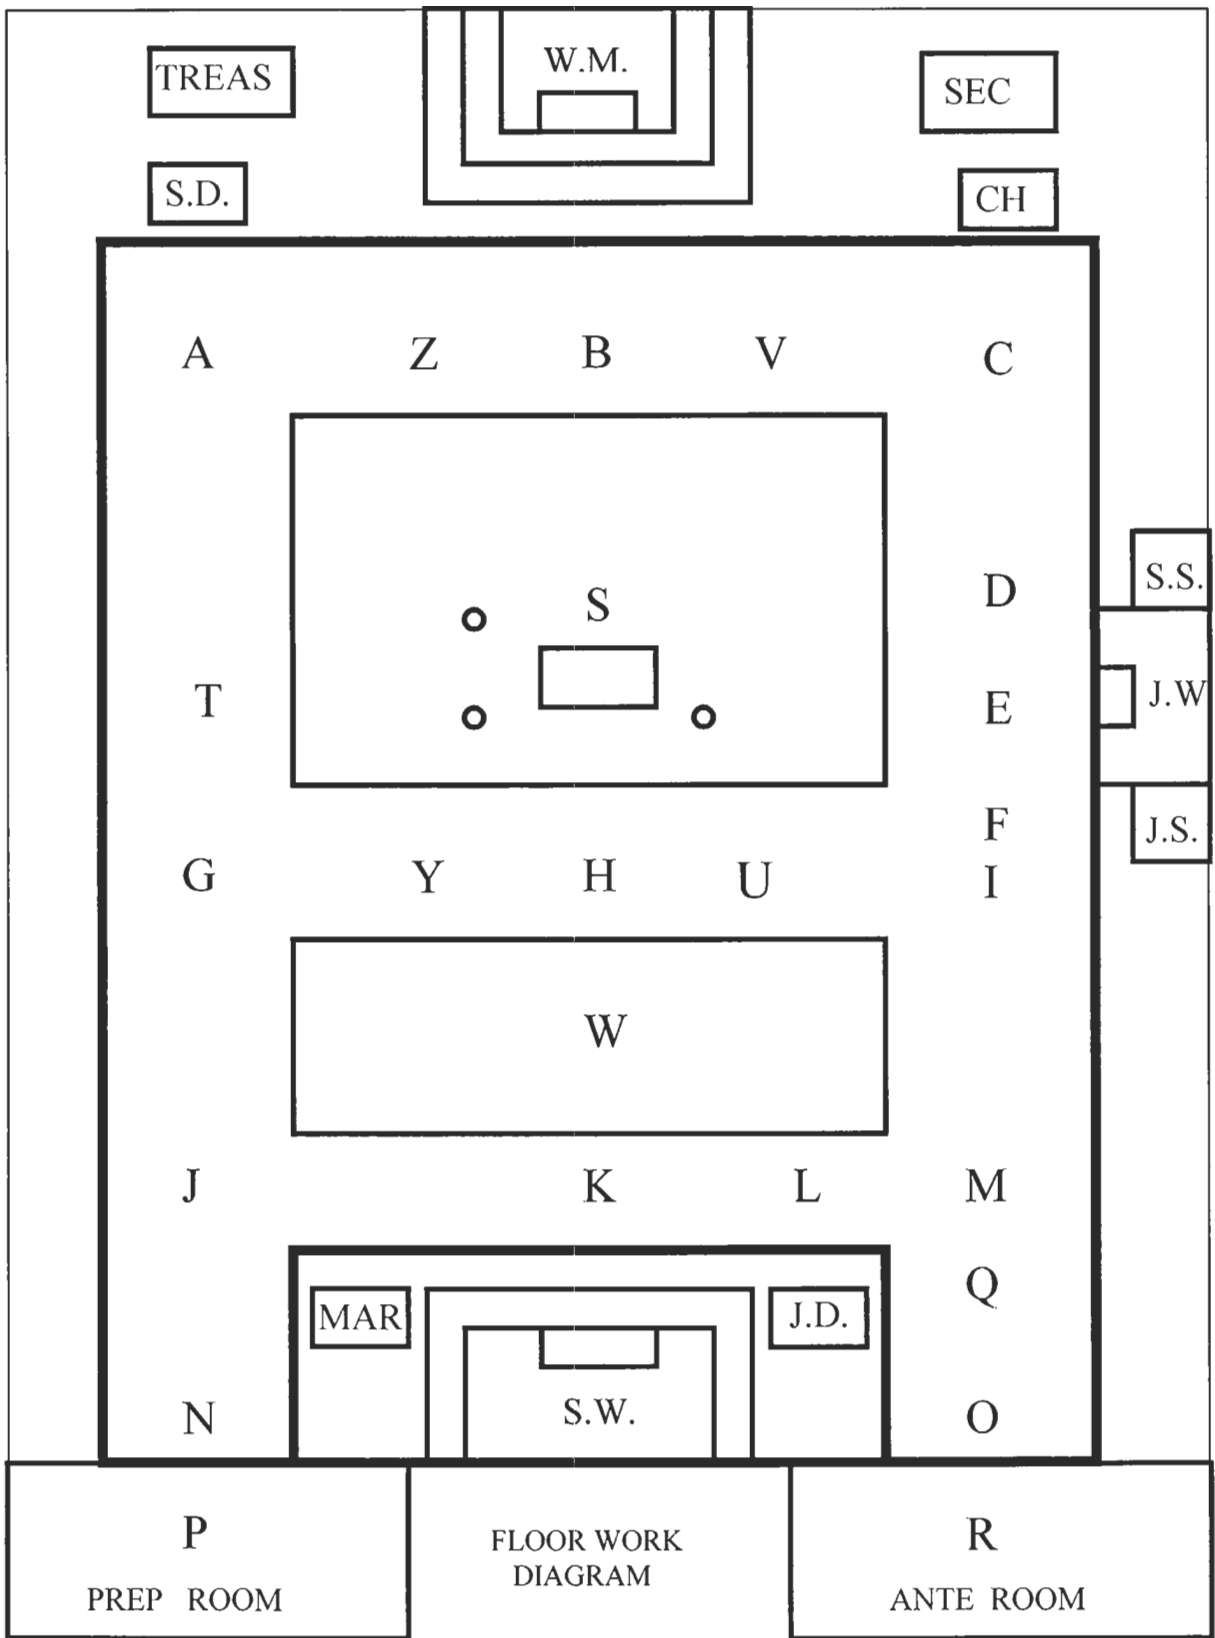 W.M.
TREAS
SEC
S.D.
CH
A Z B V C
S.S.
D
S
J.W
T
E
F
J.S.
G Y H U I
W
J K L M
Q
MAR
J.D.
S.W.
N
O
P
R
FLOOR WORK
DIAGRAM
PREP ROOM
ANTE ROOM